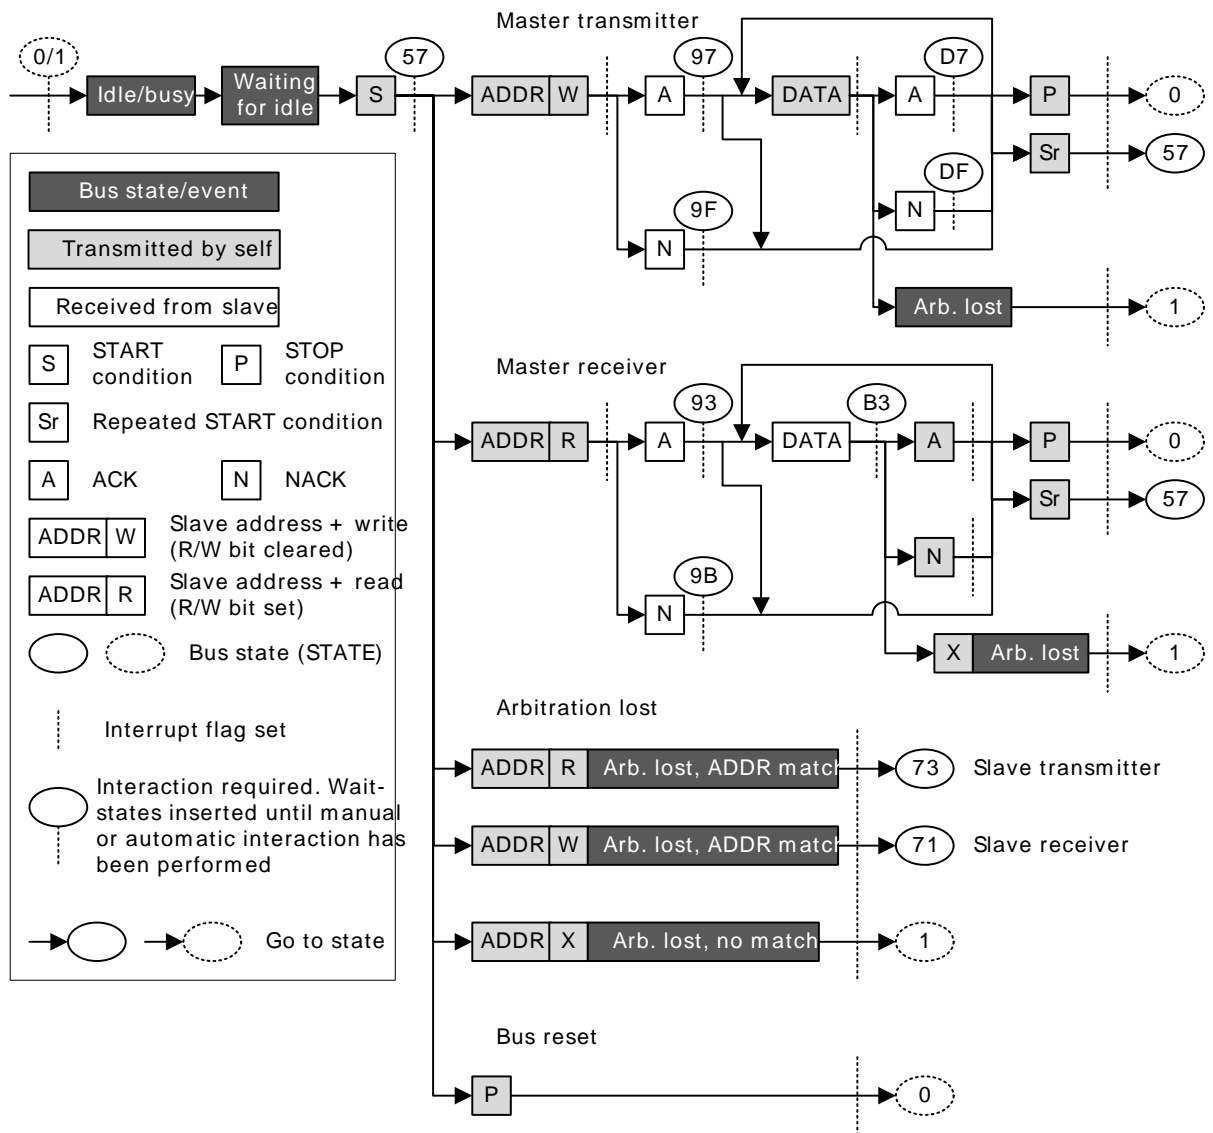 Master transmitter
0/1
57
97
D7
Idle/busy
Waiting
for idle
S
ADDR W
A
DATA
A
P
0
Sr
57
DF
N
9F
N
Arb. lost
1
Bus state/event
Transmitted by self
Received from slave
S
START
condition
P
STOP
condition
Sr
Repeated START condition
A
ACK
N
NACK
ADDR W
Slave address + write
(R/W bit cleared)
ADDR R
Slave address + read
(R/W bit set)
Bus state (STATE)
Interrupt flag set
Interaction required. Wait-
states inserted until manual
or automatic interaction has
been performed
Go to state
Master receiver
93
B3
ADDR R
A
DATA
A
P
0
Sr
57
N
9B
N
X Arb. lost
1
Arbitration lost
ADDR R Arb. lost, ADDR match
73
Slave transmitter
ADDR W Arb. lost, ADDR match
71
Slave receiver
ADDR X Arb. lost, no match
1
Bus reset
P
0